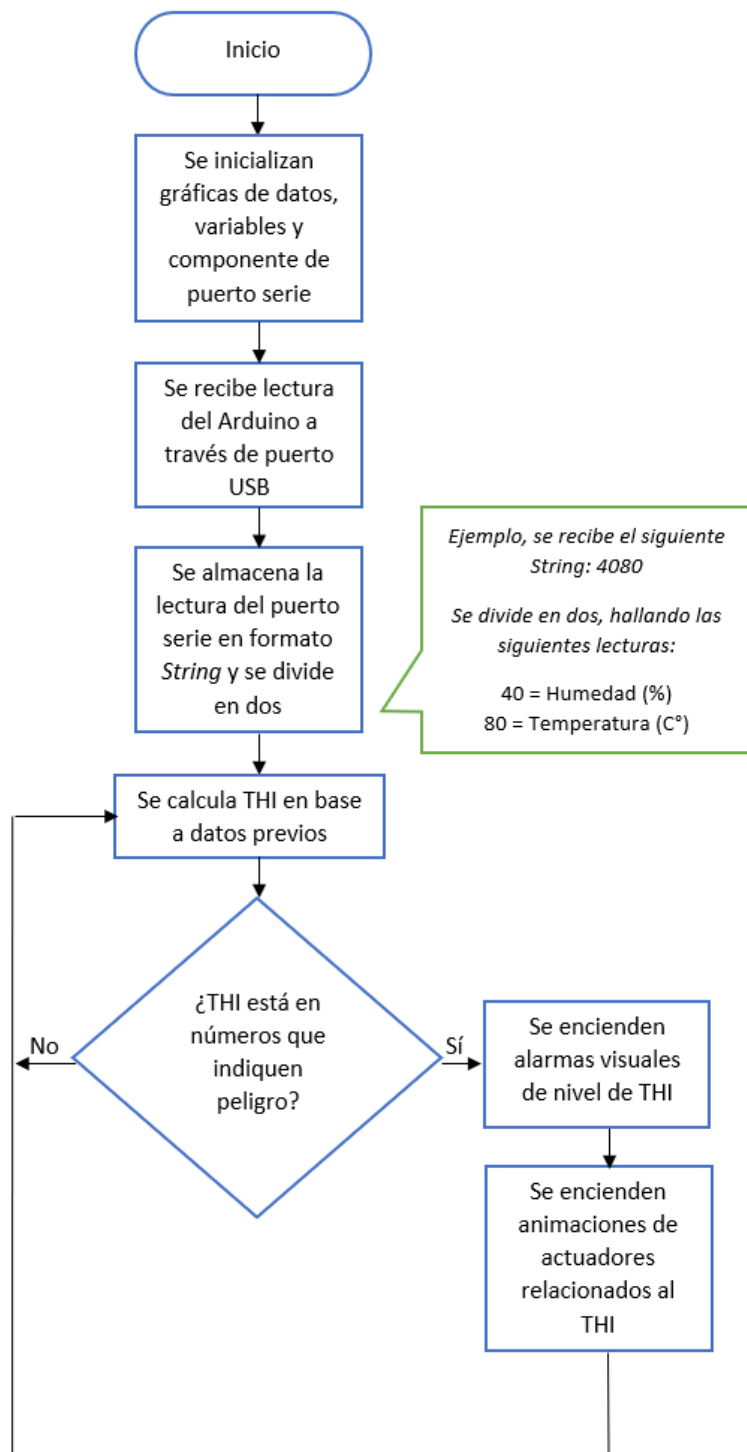 Inicio
Se inicializan
gráficas de datos,
variables y
componente de
puerto serie
Se recibe lectura
del Arduino a
través de puerto
USB
Se almacena la
lectura del puerto
serie en formato
String y se divide
en dos
Ejemplo, se recibe el siguiente
String: 4080
Se divide en dos, hallando las
siguientes lecturas:
40 = Humedad (%)
80 = Temperatura (C°)
Se calcula THI en base
a datos previos
¿THI está en
números que
indiquen
peligro?
No
Sí
Se encienden
alarmas visuales
de nivel de THI
Se encienden
animaciones de
actuadores
relacionados al
THI